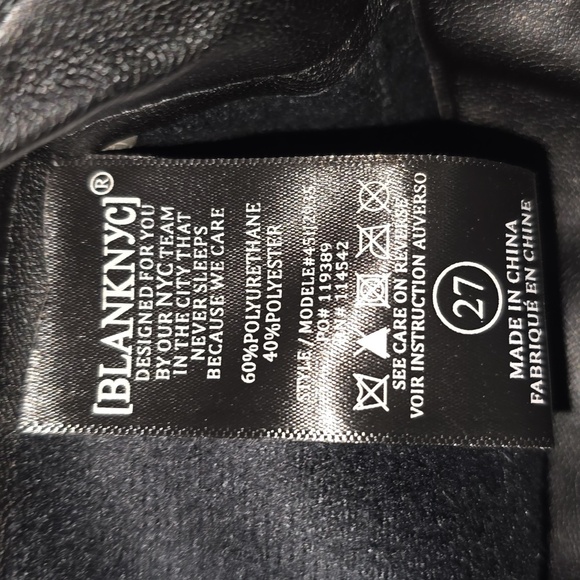 [BLANKNYC]®
DESIGNED FOR YOU
BY OUR NYC TEAM
IN THE CITY THAT
NEVER SLEEPS
BECAUSE WE CARE
60%POLYURETHANE
40%POLYESTER
STYLE / MODELE#
PO# 119389
RN# 114542
SEE CARE ON REVERSE
VOIR INSTRUCTION AUVERSO
27
MADE IN CHINA
FABRIQUÉ EN CHINE